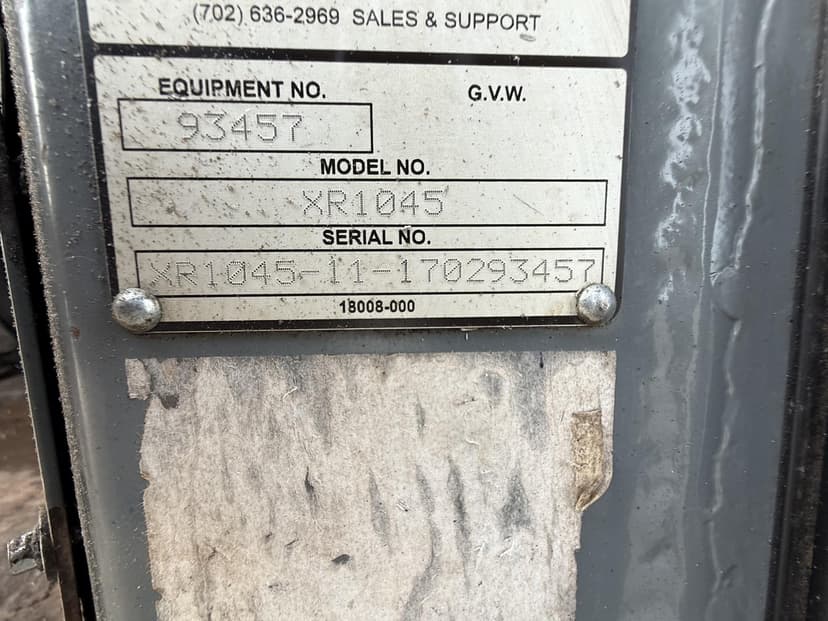 (702) 636-2969 SALES & SUPPORT
EQUIPMENT NO. G.V.W.
93457
MODEL NO.
XR1045
SERIAL NO.
XR1045-11-170293457
18008-000